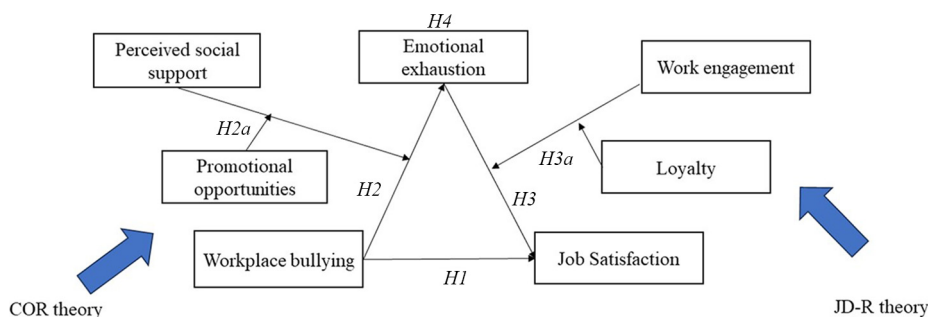 H4
Perceived social
support
Emotional
exhaustion
Work engagement
H2a
H3a
Promotional
opportunities
Loyalty
H2
H3
Workplace bullying
Job Satisfaction
H1
COR theory
JD-R theory